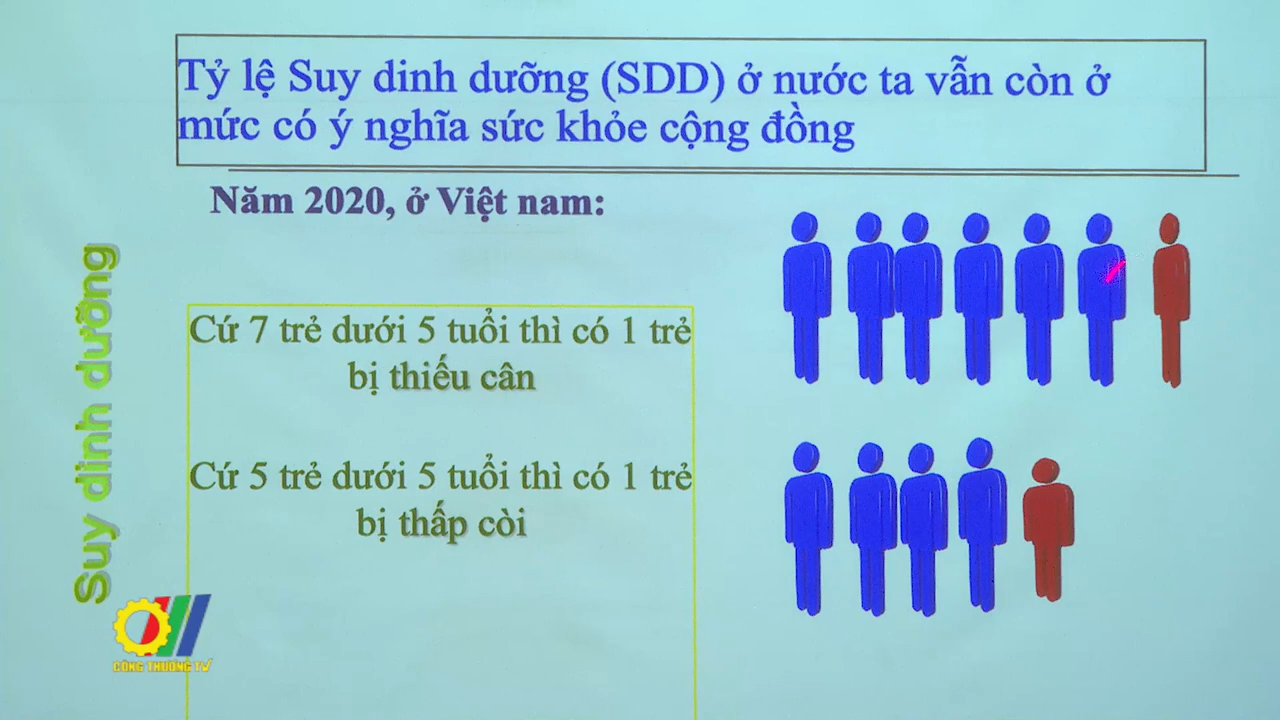 Tỷ lệ Suy dinh dưỡng (SDD) ở nước ta vẫn còn ở
mức có ý nghĩa sức khỏe cộng đồng
Năm 2020, ở Việt nam:
Suy dinh dưỡng
Cứ 7 trẻ dưới 5 tuổi thì có 1 trẻ
bị thiếu cân
Cứ 5 trẻ dưới 5 tuổi thì có 1 trẻ
bị thấp còi
CÔNG THƯƠNG TV